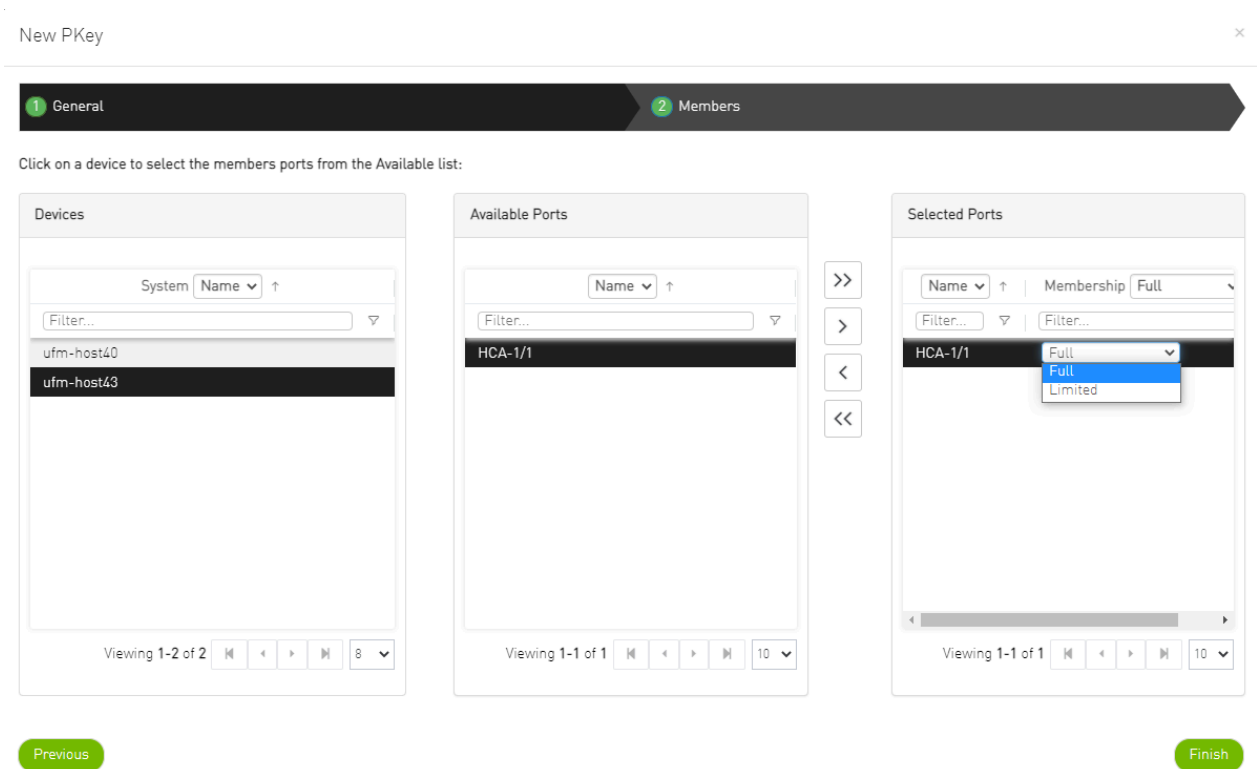 New PKey ×
1 General 2 Members
Click on a device to select the members ports from the Available list:
Devices
System Name ↑
Filter...
ufm-host40
ufm-host43
Viewing 1-2 of 2 8
Available Ports
Name ↑
Filter...
HCA-1/1
Viewing 1-1 of 1 10
>>
>
<
<<
Selected Ports
Name ↑ Membership Full
Filter... Filter...
HCA-1/1 Full
Full
Limited
Viewing 1-1 of 1 10
Previous Finish